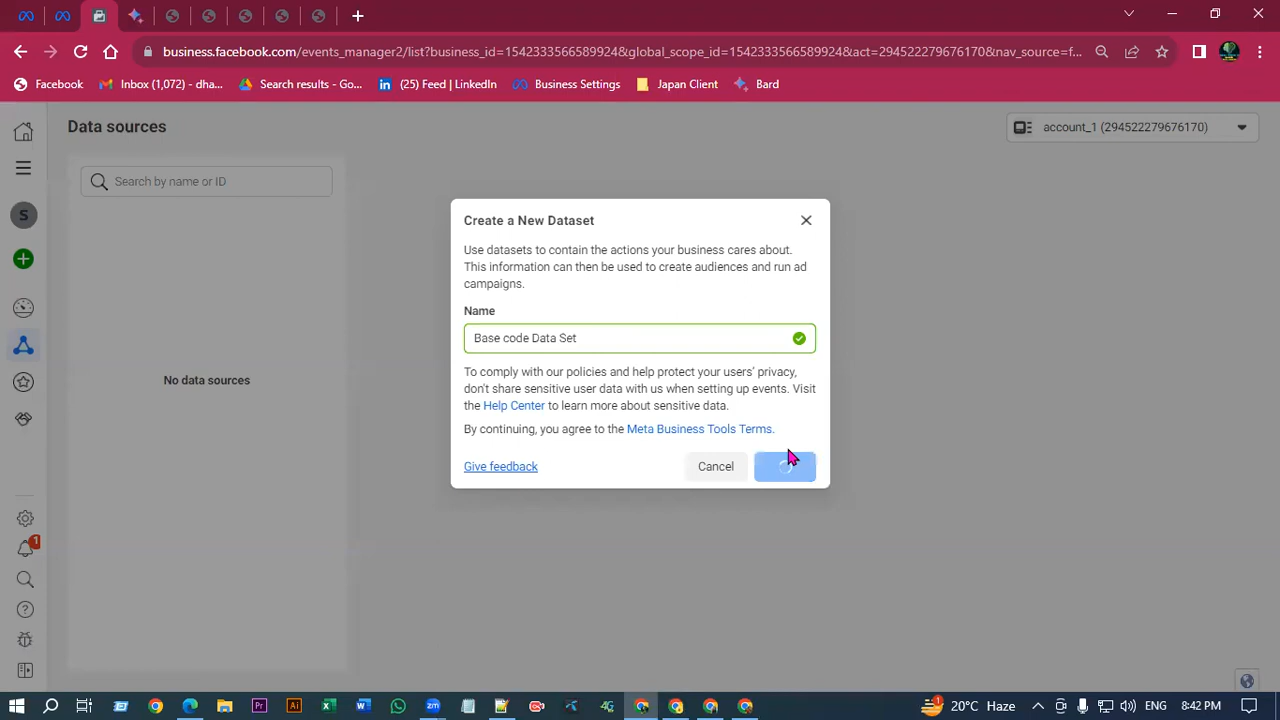 business.facebook.com/events_manager2/list?business_id=1542333566589924&global_scope_id=1542333566589924&act=294522279676170&nav_source=f...
Facebook
Inbox (1,072) - dha...
Search results - Go...
(25) Feed | LinkedIn
Business Settings
Japan Client
Bard
Data sources
account_1 (294522279676170)
Search by name or ID
S
No data sources
Create a New Dataset
Use datasets to contain the actions your business cares about.
This information can then be used to create audiences and run ad
campaigns.
Name
Base code Data Set
To comply with our policies and help protect your users' privacy,
don't share sensitive user data with us when setting up events. Visit
the Help Center to learn more about sensitive data.
By continuing, you agree to the Meta Business Tools Terms.
Give feedback
Cancel
1
Pr
Ai
4G
1
20°C Haze
ENG
8:42 PM